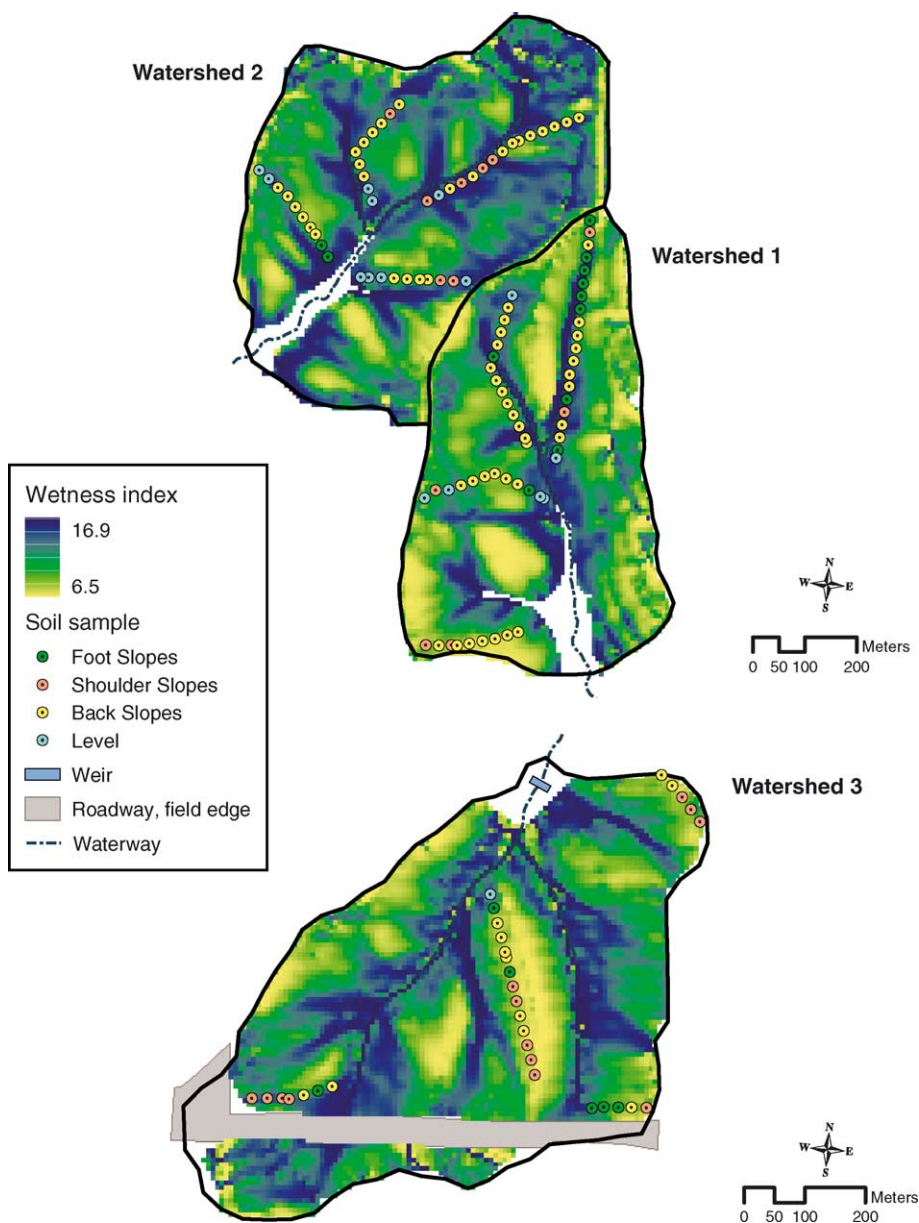 Watershed 2
Watershed 1
Wetness index
16.9
6.5
Soil sample
Foot Slopes
Shoulder Slopes
Back Slopes
Level
Weir
Roadway, field edge
Waterway
N
W E
S
Meters
0 50 100 200
Watershed 3
N
W E
S
Meters
0 50 100 200